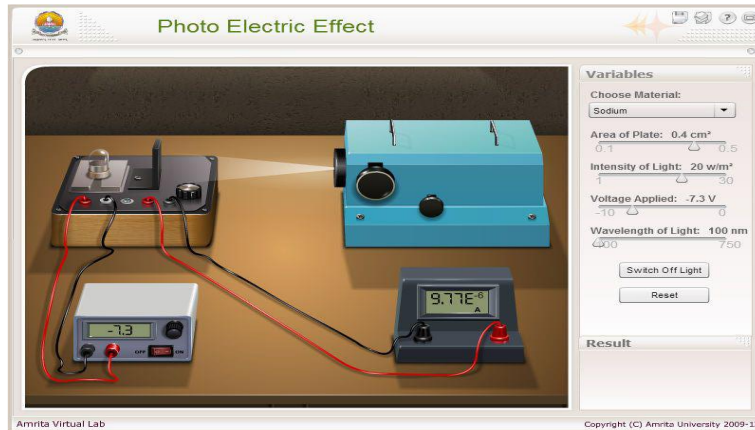 Photo Electric Effect
Variables
Choose Material:
Sodium
Area of Plate: 0.4 cm²
0.1 0.5
Intensity of Light: 20 w/m²
1 30
Voltage Applied: -7.3 V
-10 0
Wavelength of Light: 100 nm
100 750
Switch Off Light
Reset
9.77E⁻⁶
A
-7.3
OFF ON
Result
Amrita Virtual Lab
Copyright (C) Amrita University 2009-1